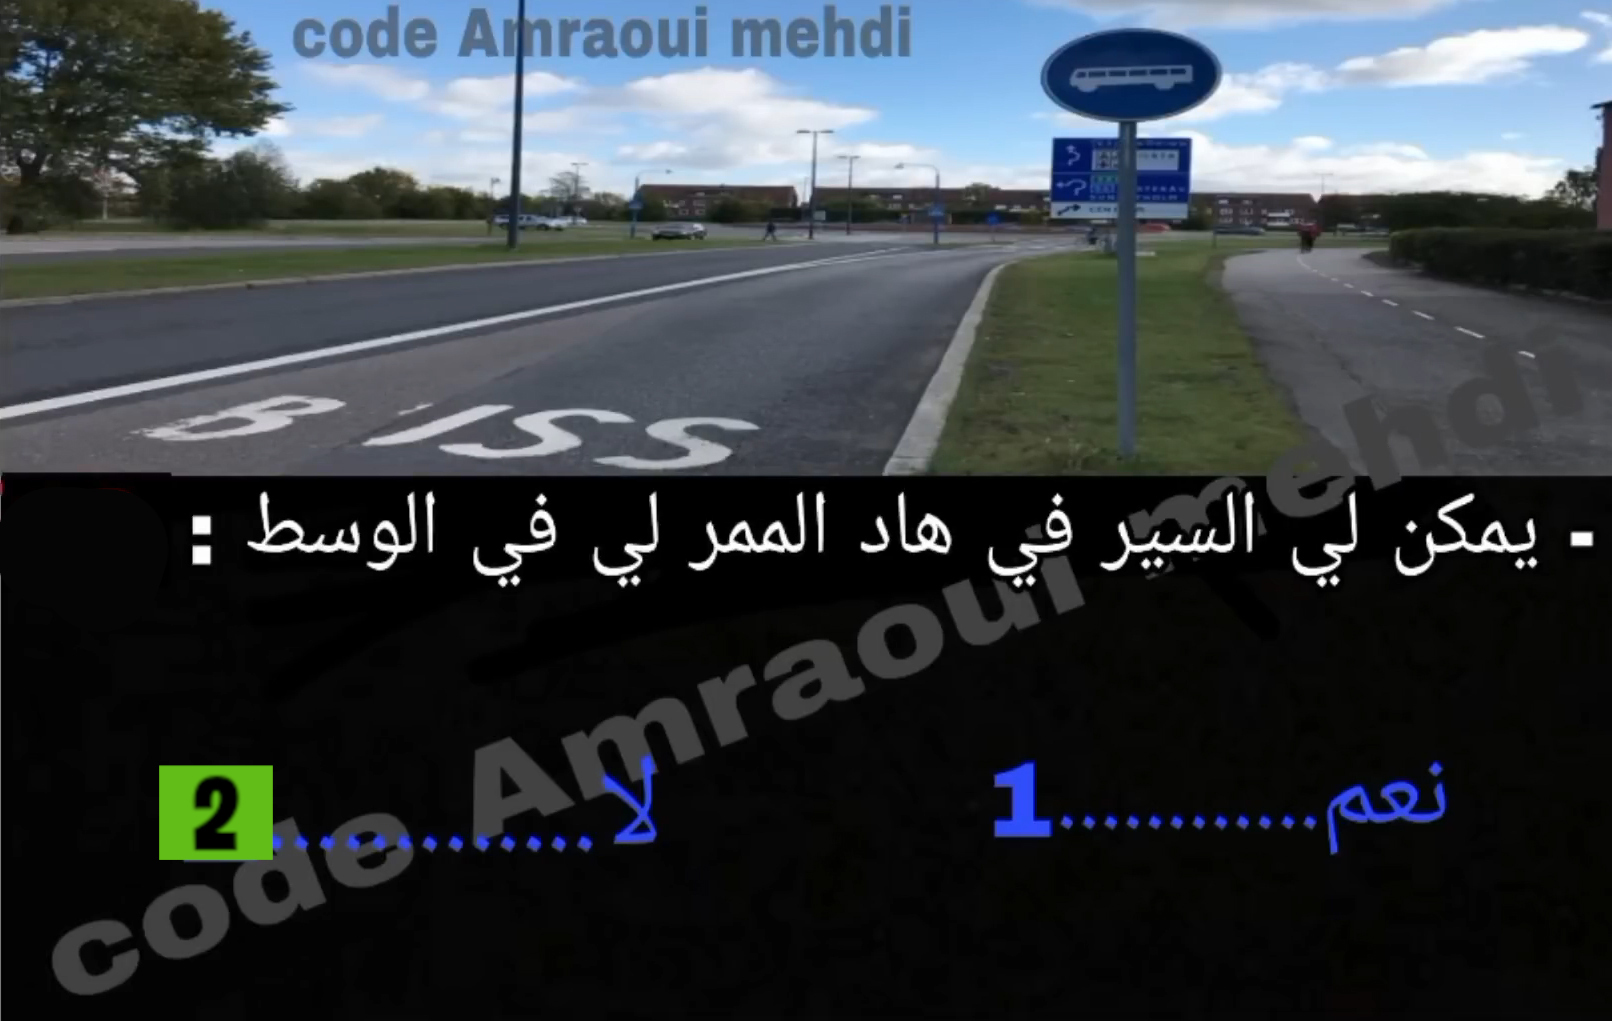 code Amraoui mehdi
B ISS
- يمكن لي السير في هاد الممر لي في الوسط :
نعم............1
لا.............2
code Amraoui mehdi